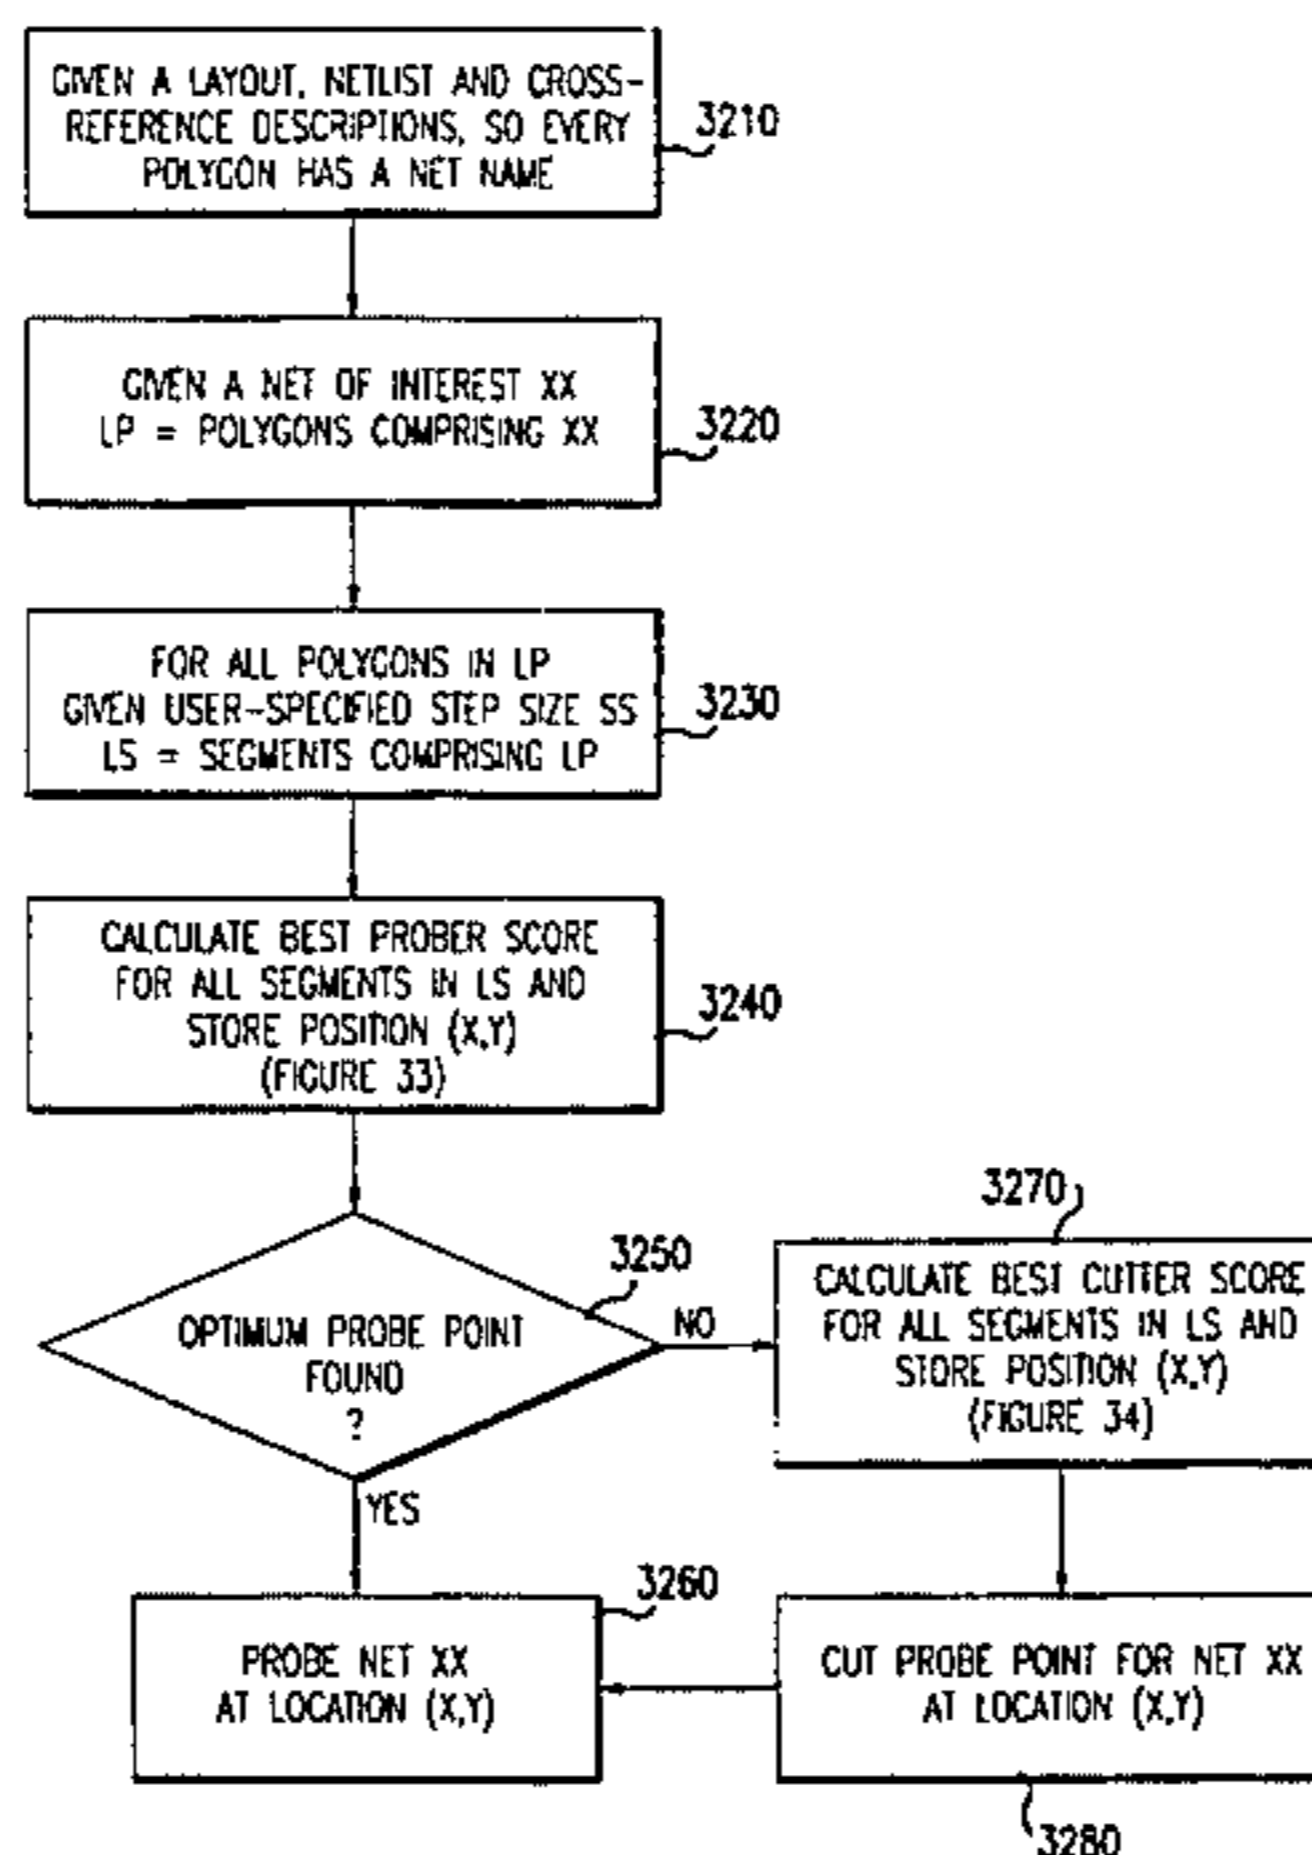 GIVEN A LAYOUT, NETLIST AND CROSS-
REFERENCE DESCRIPTIONS, SO EVERY
POLYGON HAS A NET NAME
3210
GIVEN A NET OF INTEREST XX
LP = POLYGONS COMPRISING XX
3220
FOR ALL POLYGONS IN LP
GIVEN USER-SPECIFIED STEP SIZE SS
LS = SEGMENTS COMPRISING LP
3230
CALCULATE BEST PROBER SCORE
FOR ALL SEGMENTS IN LS AND
STORE POSITION (X,Y)
(FIGURE 33)
3240
OPTIMUM PROBE POINT
FOUND
?
3250
NO
YES
3270
CALCULATE BEST CUTTER SCORE
FOR ALL SEGMENTS IN LS AND
STORE POSITION (X,Y)
(FIGURE 34)
PROBE NET XX
AT LOCATION (X,Y)
3260
CUT PROBE POINT FOR NET XX
AT LOCATION (X,Y)
3280